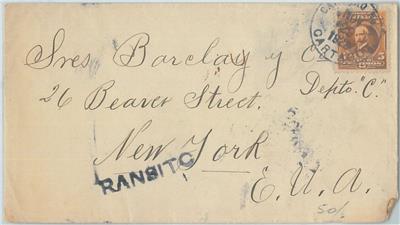 Sres Barclay y Co
Depto. "C."
26 Beaver Street.
New York
RANSITO
E. U. A.
50/.